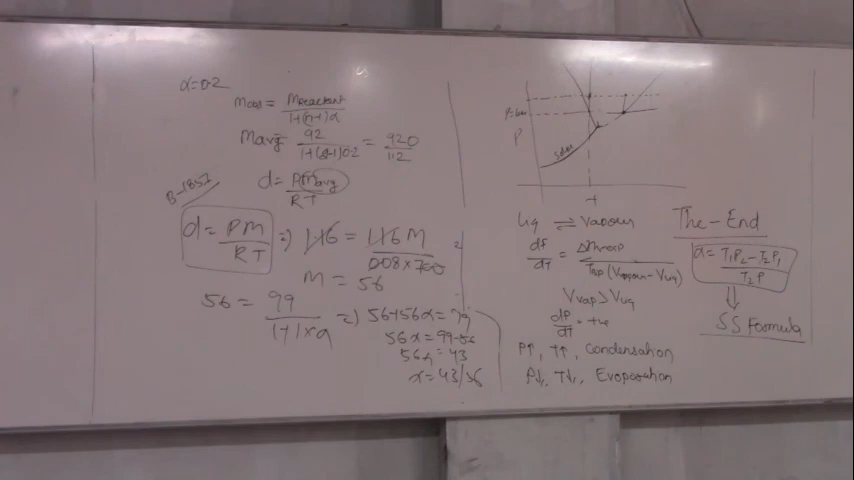 α=0.2
Mavg = Mreactant / 1+(n-1)α
Mavg = 92 / 1+(2-1)0.2 = 920 / 112
d = PMavg / RT
B-1857
d = PM / RT => 1.16 = 1.16 M / 0.08×700
M = 56
56 = 99 / 1+1×α => 56+56α = 99
56α = 99-56
56α = 43
α = 43/56
P
Solid
T
Liq ⇌ Vapour
dP/dT = ΔHvap / TBP (Vvapour - Vliq)
Vvap > Vliq
dP/dT = +ve
P↑, T↑, Condensation
P↓, T↓, Evaporation
The-End
α = T1P2 - T2P1 / T2P
SS Formula